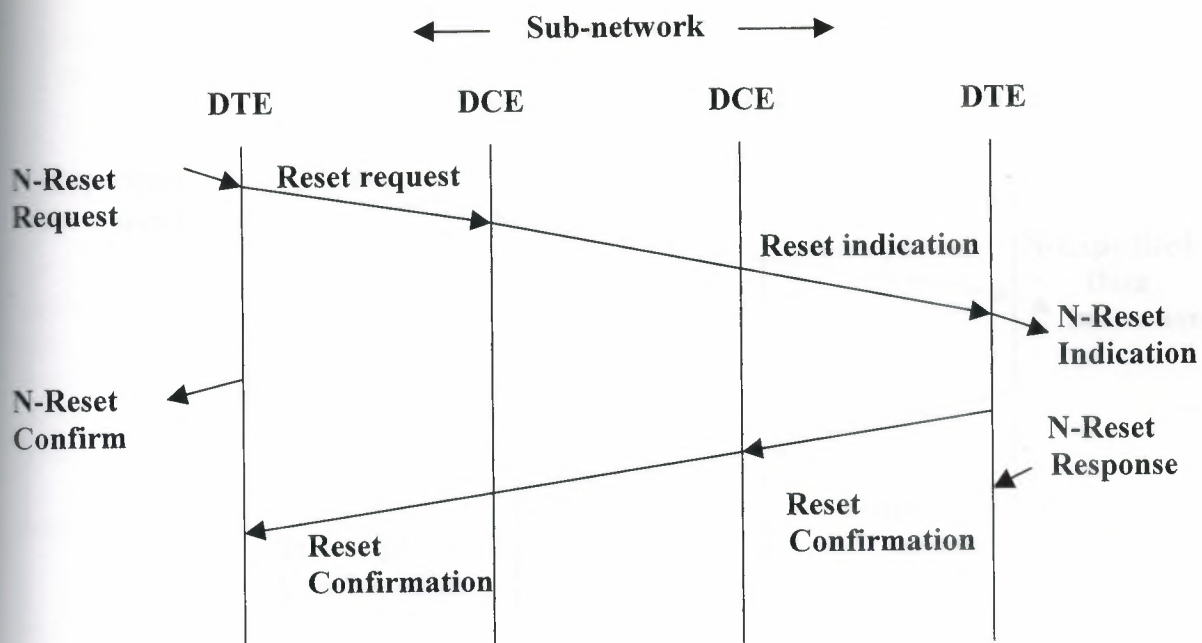 Sub-network
DTE
DCE
DCE
DTE
N-Reset
Request
Reset request
Reset indication
N-Reset
Indication
N-Reset
Confirm
N-Reset
Response
Reset
Confirmation
Reset
Confirmation